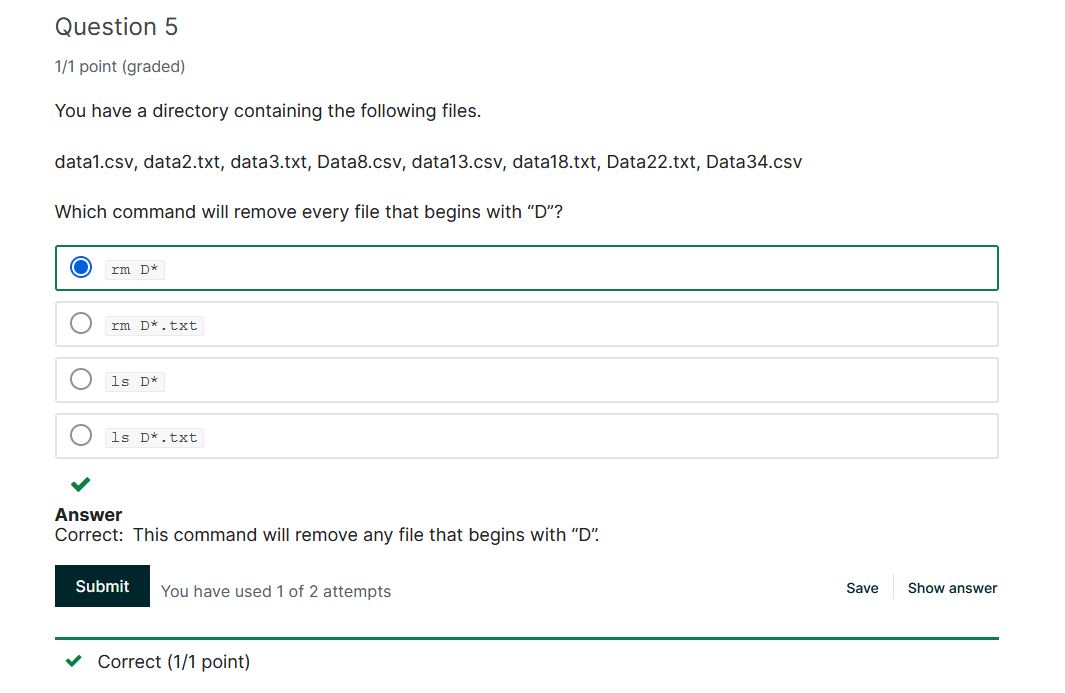 Question 5
1/1 point (graded)
You have a directory containing the following files.
data1.csv, data2.txt, data3.txt, Data8.csv, data13.csv, data18.txt, Data22.txt, Data34.csv
Which command will remove every file that begins with “D”?
rm D*
rm D*.txt
ls D*
ls D*.txt
Answer
Correct: This command will remove any file that begins with “D”.
Submit You have used 1 of 2 attempts Save Show answer
Correct (1/1 point)